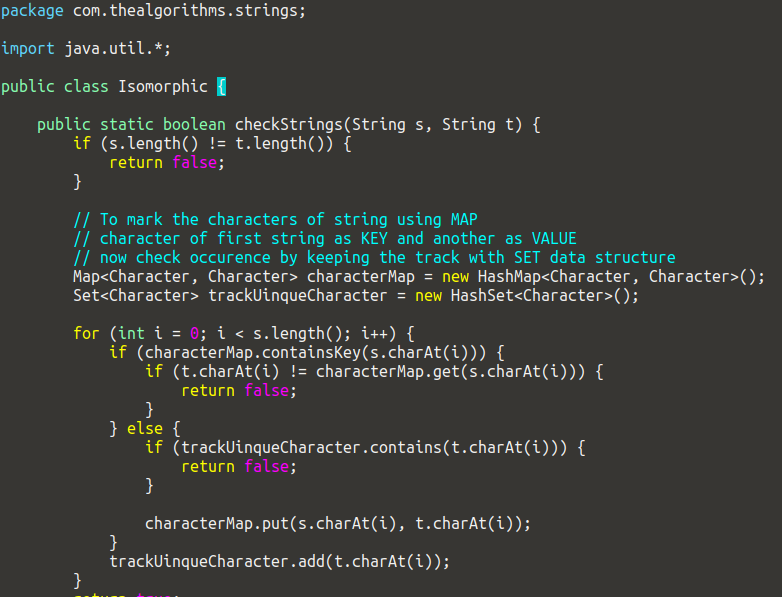 package com.thealgorithms.strings;

import java.util.*;

public class Isomorphic {

    public static boolean checkStrings(String s, String t) {
        if (s.length() != t.length()) {
            return false;
        }

        // To mark the characters of string using MAP
        // character of first string as KEY and another as VALUE
        // now check occurence by keeping the track with SET data structure
        Map<Character, Character> characterMap = new HashMap<Character, Character>();
        Set<Character> trackUinqueCharacter = new HashSet<Character>();

        for (int i = 0; i < s.length(); i++) {
            if (characterMap.containsKey(s.charAt(i))) {
                if (t.charAt(i) != characterMap.get(s.charAt(i))) {
                    return false;
                }
            } else {
                if (trackUinqueCharacter.contains(t.charAt(i))) {
                    return false;
                }

                characterMap.put(s.charAt(i), t.charAt(i));
            }
            trackUinqueCharacter.add(t.charAt(i));
        }
        return true;